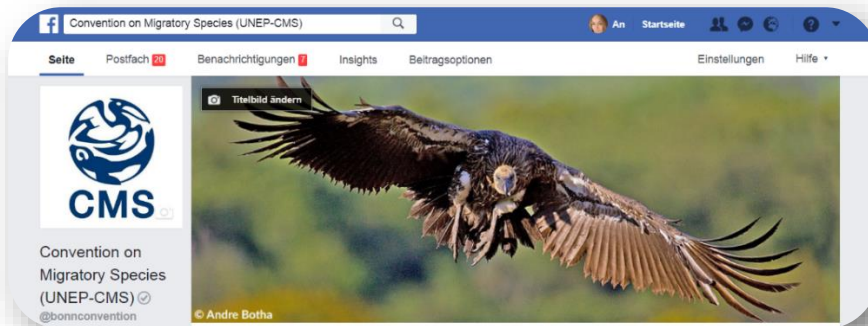 Convention on Migratory Species (UNEP-CMS)
An Startseite
Seite Postfach 20 Benachrichtigungen 7 Insights Beitragsoptionen Einstellungen Hilfe
Titelbild ändern
CMS
Convention on
Migratory Species
(UNEP-CMS)
@bonnconvention
© Andre Botha